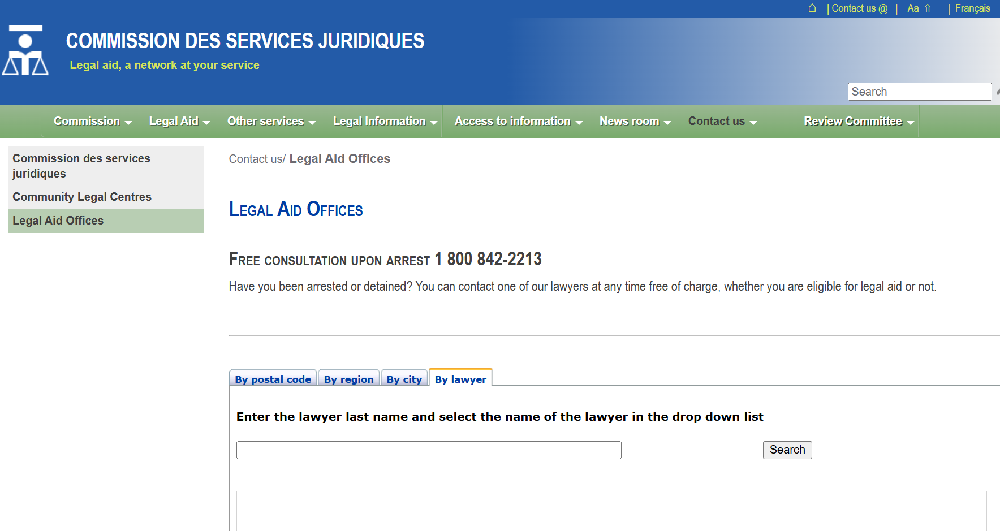 | Contact us @ | Aa ⇧ | Français
COMMISSION DES SERVICES JURIDIQUES
Legal aid, a network at your service
Search
Commission Legal Aid Other services Legal Information Access to information News room Contact us Review Committee
Commission des services
juridiques
Community Legal Centres
Legal Aid Offices
Contact us/ Legal Aid Offices
Legal Aid Offices
Free consultation upon arrest 1 800 842-2213
Have you been arrested or detained? You can contact one of our lawyers at any time free of charge, whether you are eligible for legal aid or not.
By postal code By region By city By lawyer
Enter the lawyer last name and select the name of the lawyer in the drop down list
Search